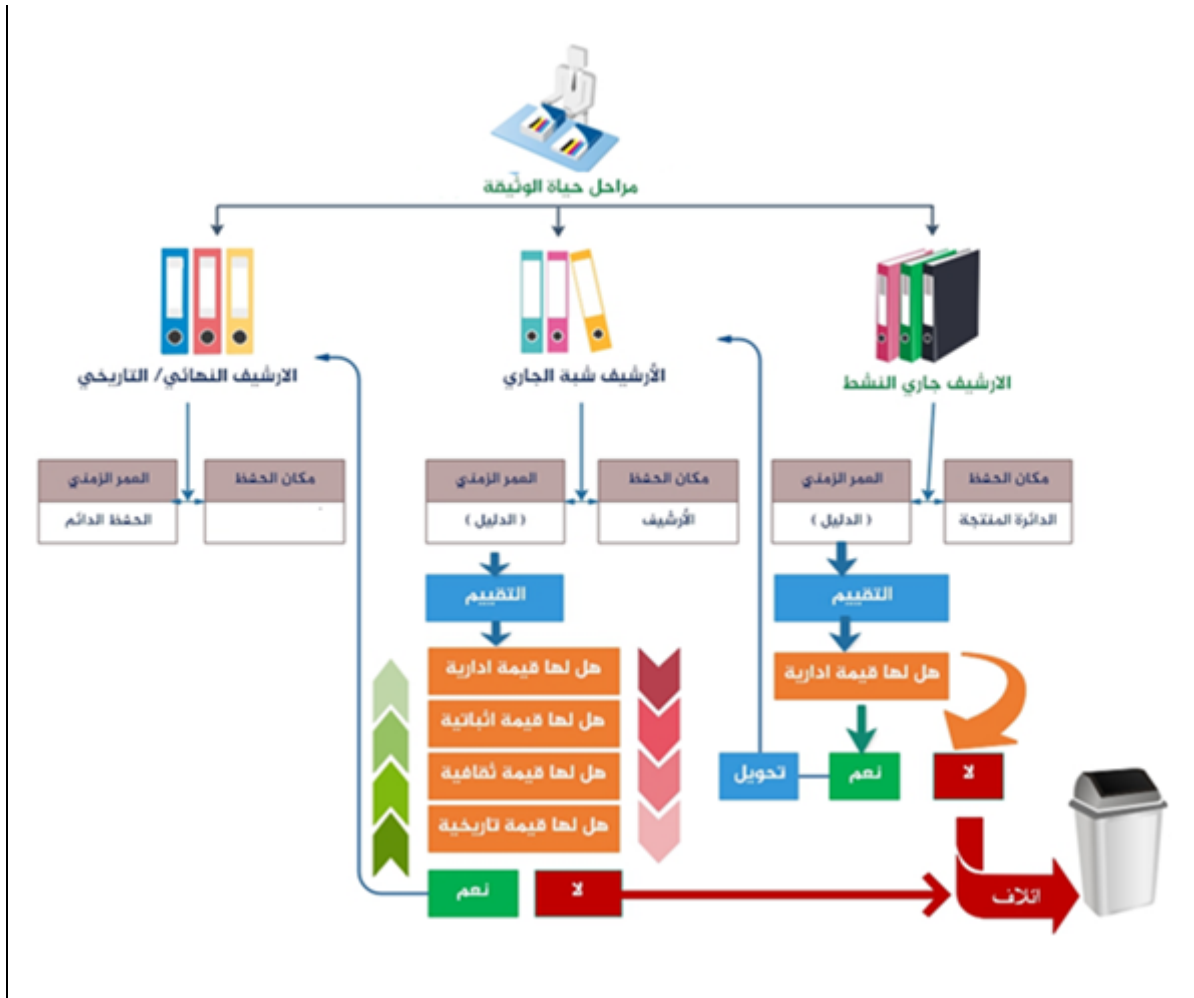 مراحل حياة الوثيقة
الارشيف جاري النشط
الأرشيف شبة الجاري
الارشيف النهائي/ التاريخي
مكان الحفظ
العمر الزمني
مكان الحفظ
العمر الزمني
مكان الحفظ
العمر الزمني
الدائرة المنتجة
( الدليل )
الأرشيف
( الدليل )
الحفظ الدائم
التقييم
التقييم
هل لها قيمة ادارية
هل لها قيمة ادارية
هل لها قيمة اثباتية
هل لها قيمة ثقافية
هل لها قيمة تاريخية
لا
نعم
تحويل
لا
نعم
اتلاف